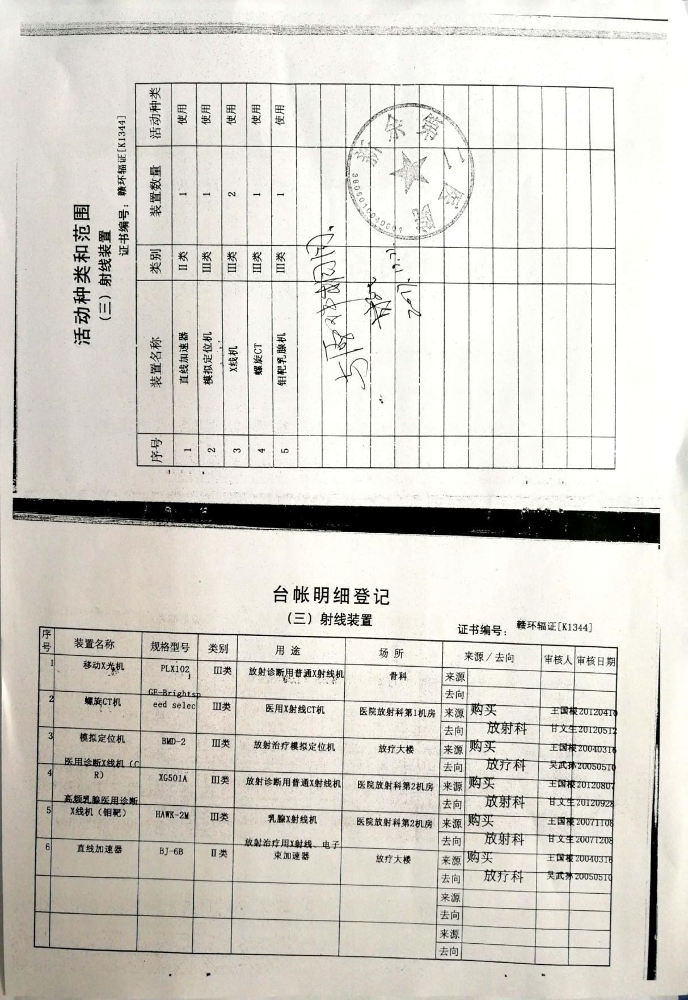 活动种类和范围
(三)射线装置
证书编号: 赣环辐证[K1344]
序号 装置名称 类别 装置数量 活动种类
1 直线加速器 II类 1 使用
2 模拟定位机 III类 1 使用
3 X线机 III类 2 使用
4 螺旋CT III类 1 使用
5 钼靶乳腺机 III类 1 使用
与原件相同.
新余第二医院
3605010040001
台帐明细登记
(三)射线装置
证书编号: 赣环辐证[K1344]
序号 装置名称 规格型号 类别 用途 场所 来源/去向 审核人 审核日期
1 移动X光机 PLX102 III类 放射诊断用普通X射线机 骨科 来源
去向
2 螺旋CT机 GE-Brightspeed selec III类 医用X射线CT机 医院放射科第1机房 来源 购买 王国根 20120410
去向 放射科 甘文生 20120512
3 模拟定位机 BMD-2 III类 放射治疗模拟定位机 放疗大楼 来源 购买 王国根 20040316
去向 放疗科 吴武孙 20050510
4 医用诊断X线机(CR) XG501A III类 放射诊断用普通X射线机 医院放射科第2机房 来源 购买 王国根 20120807
去向 放射科 甘文生 20120928
5 高频乳腺医用诊断X线机(钼靶) HAWK-2M III类 乳腺X射线机 医院放射科第2机房 来源 购买 王国根 20071108
去向 放射科 甘文生 20071208
6 直线加速器 BJ-6B II类 放射治疗用X射线、电子束加速器 放疗大楼 来源 购买 王国根 20040316
去向 放疗科 吴武孙 20050510
来源
去向
来源
去向